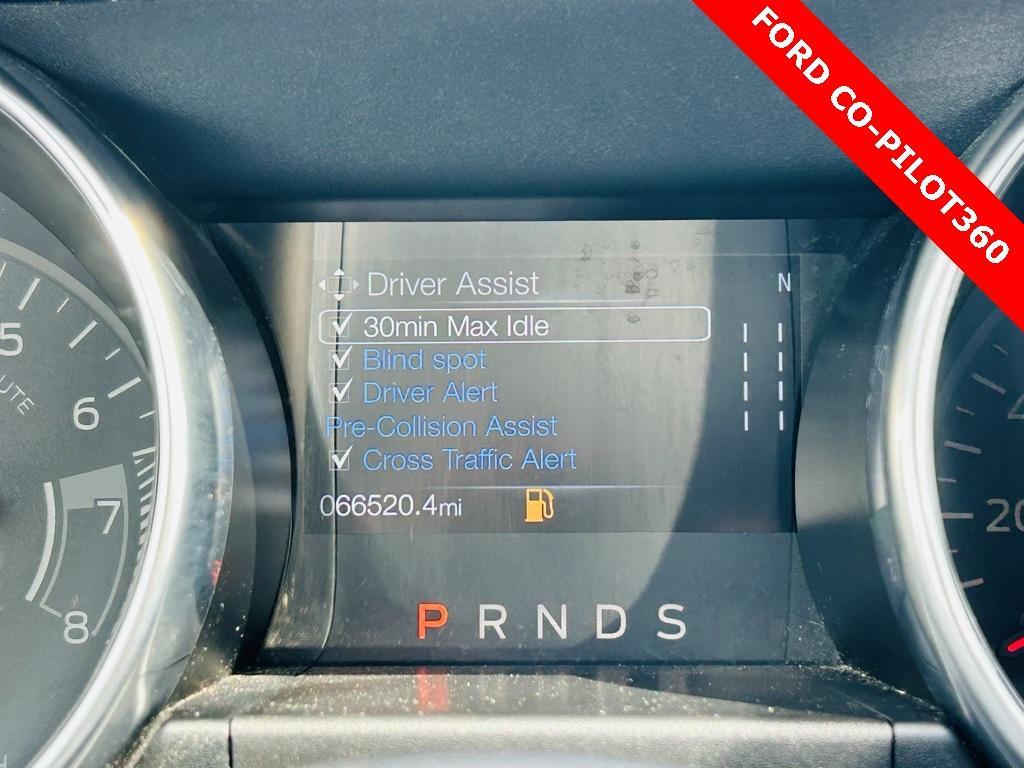 FORD CO-PILOT360
Driver Assist
N
30min Max Idle
Blind spot
Driver Alert
Pre-Collision Assist
Cross Traffic Alert
066520.4mi
P R N D S
5
UTE
6
7
8
20